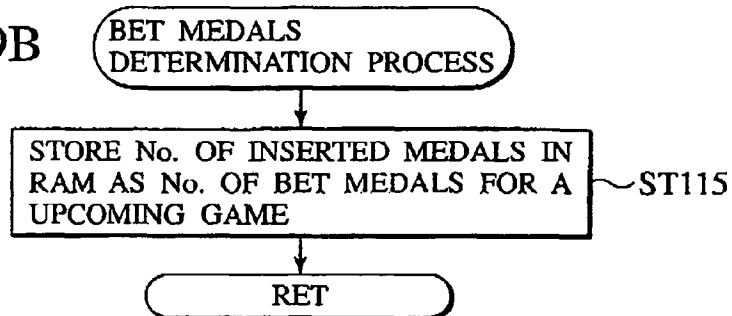 9B
BET MEDALS
DETERMINATION PROCESS
STORE No. OF INSERTED MEDALS IN
RAM AS No. OF BET MEDALS FOR A
UPCOMING GAME
ST115
RET